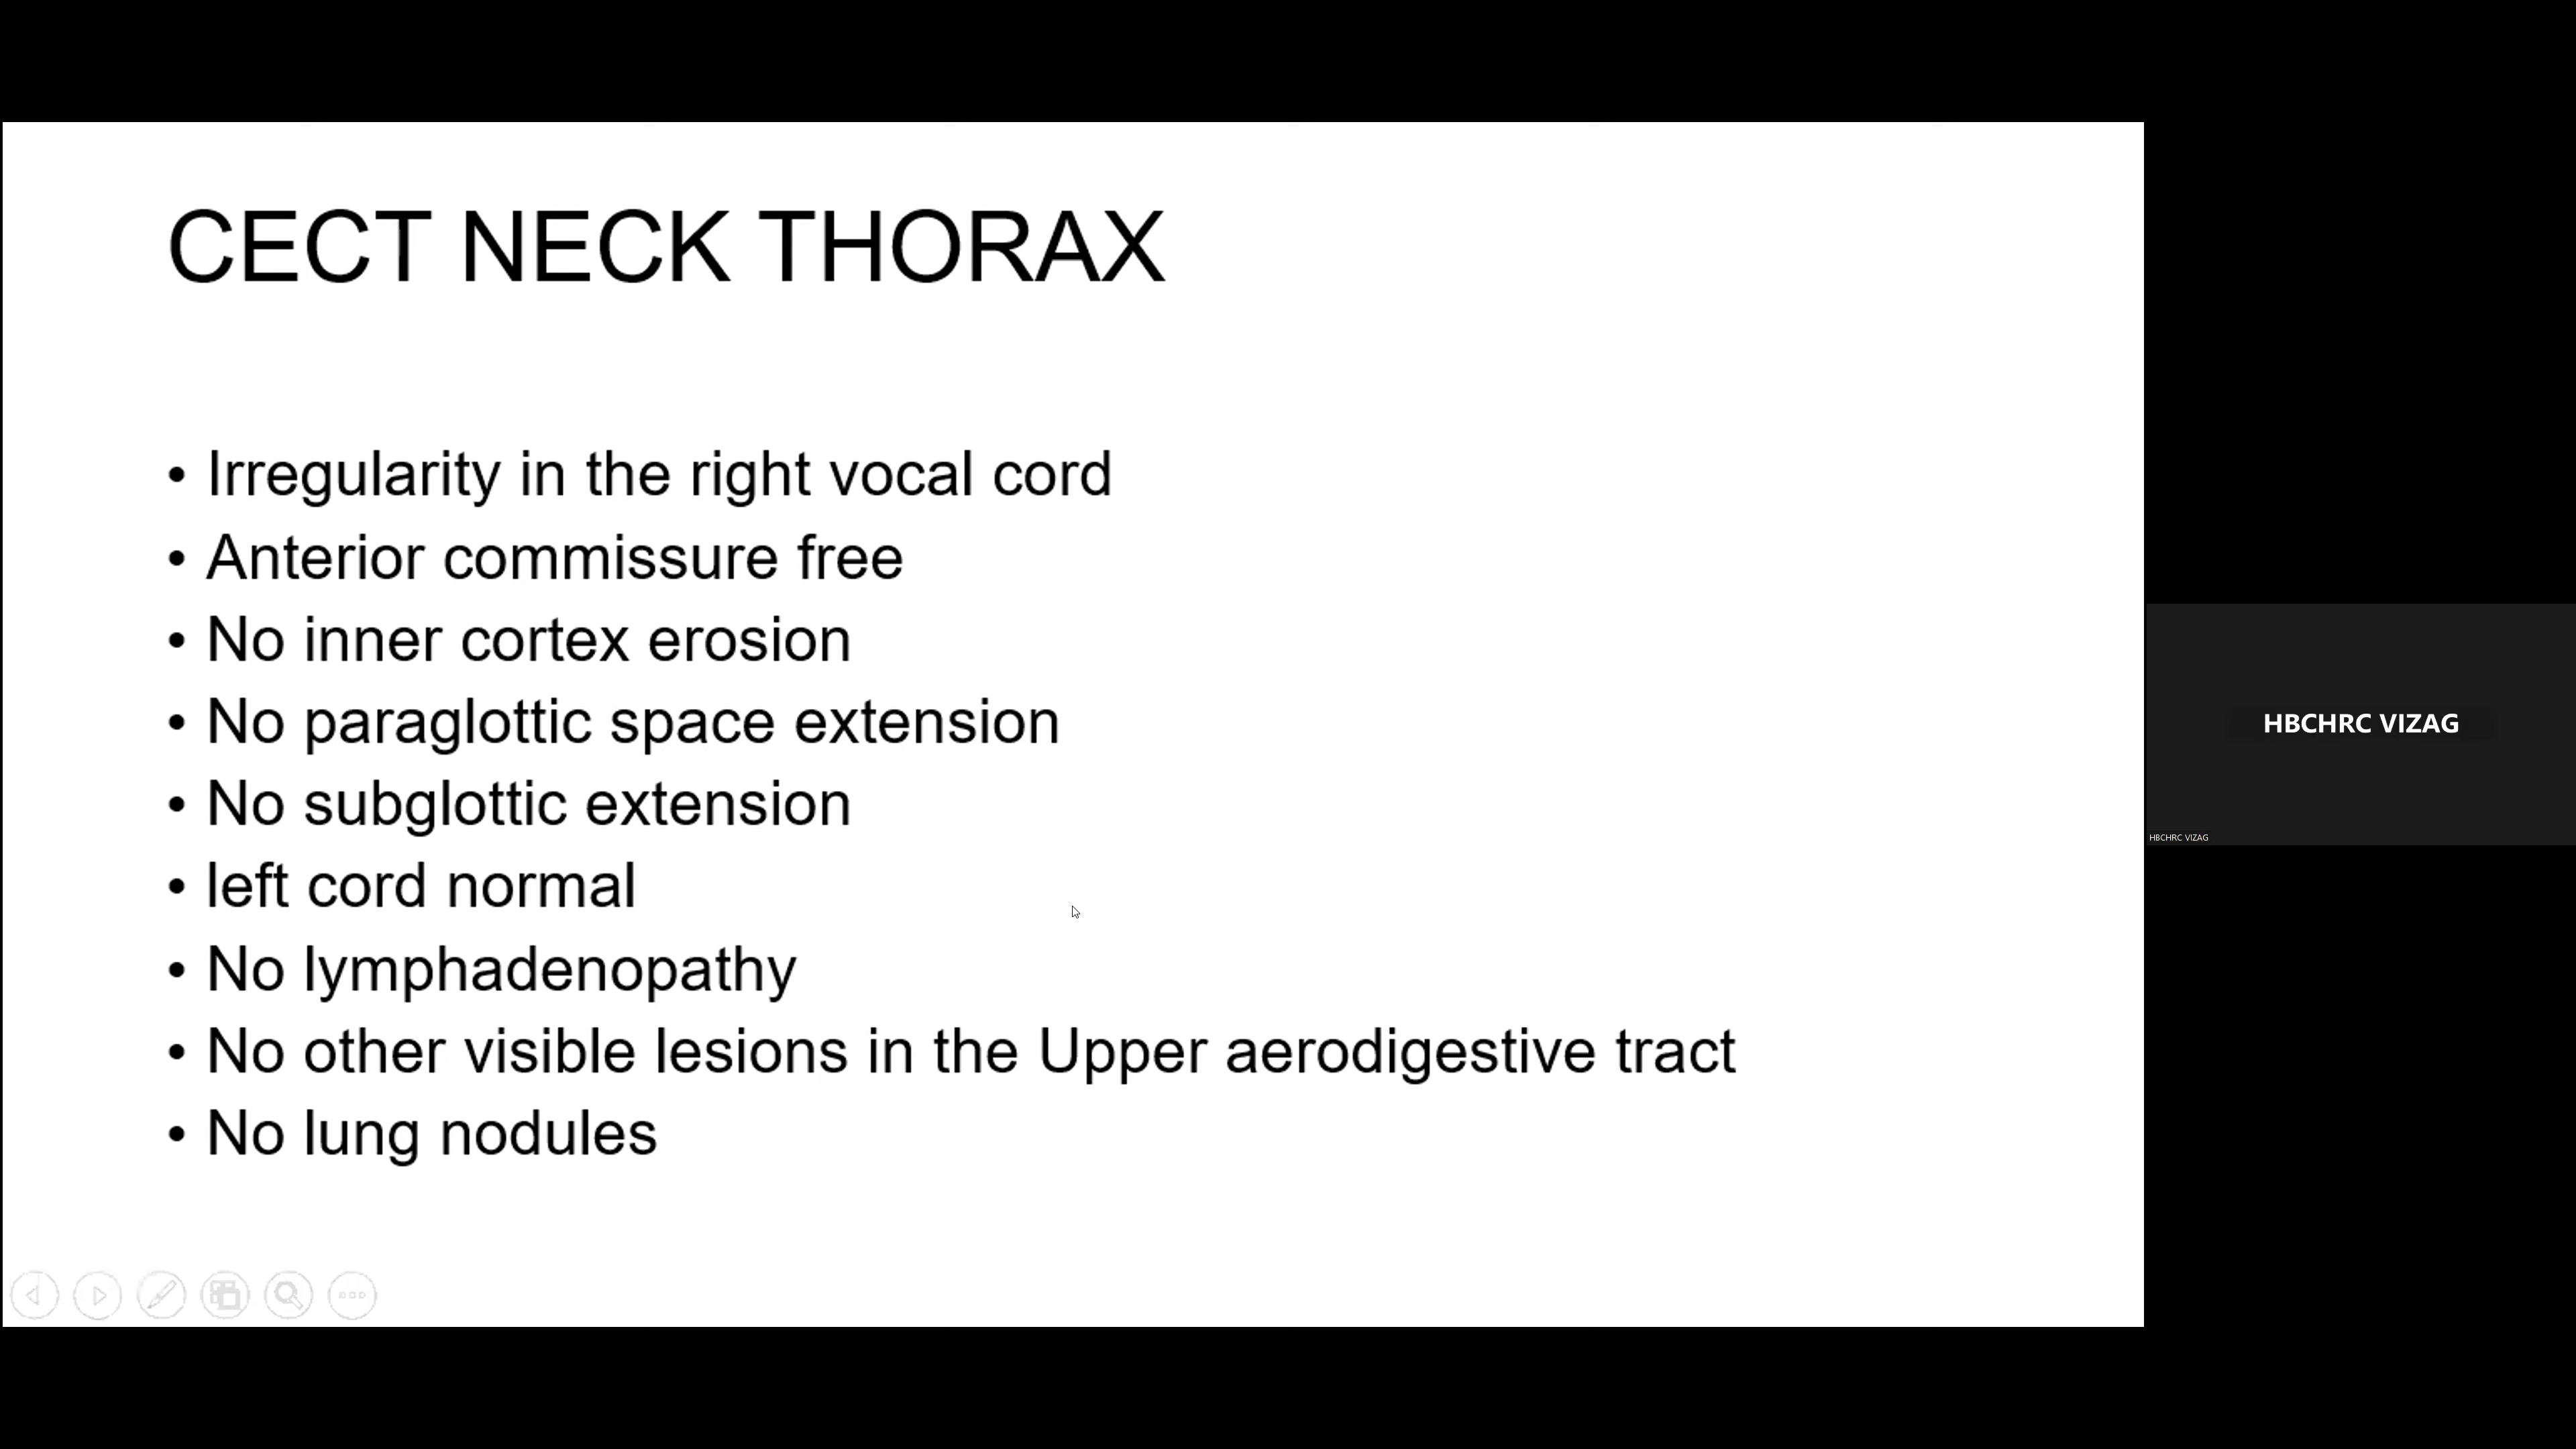 CECT NECK THORAX
• Irregularity in the right vocal cord
• Anterior commissure free
• No inner cortex erosion
• No paraglottic space extension
• No subglottic extension
• left cord normal
• No lymphadenopathy
• No other visible lesions in the Upper aerodigestive tract
• No lung nodules
HBCHRC VIZAG
HBCHRC VIZAG